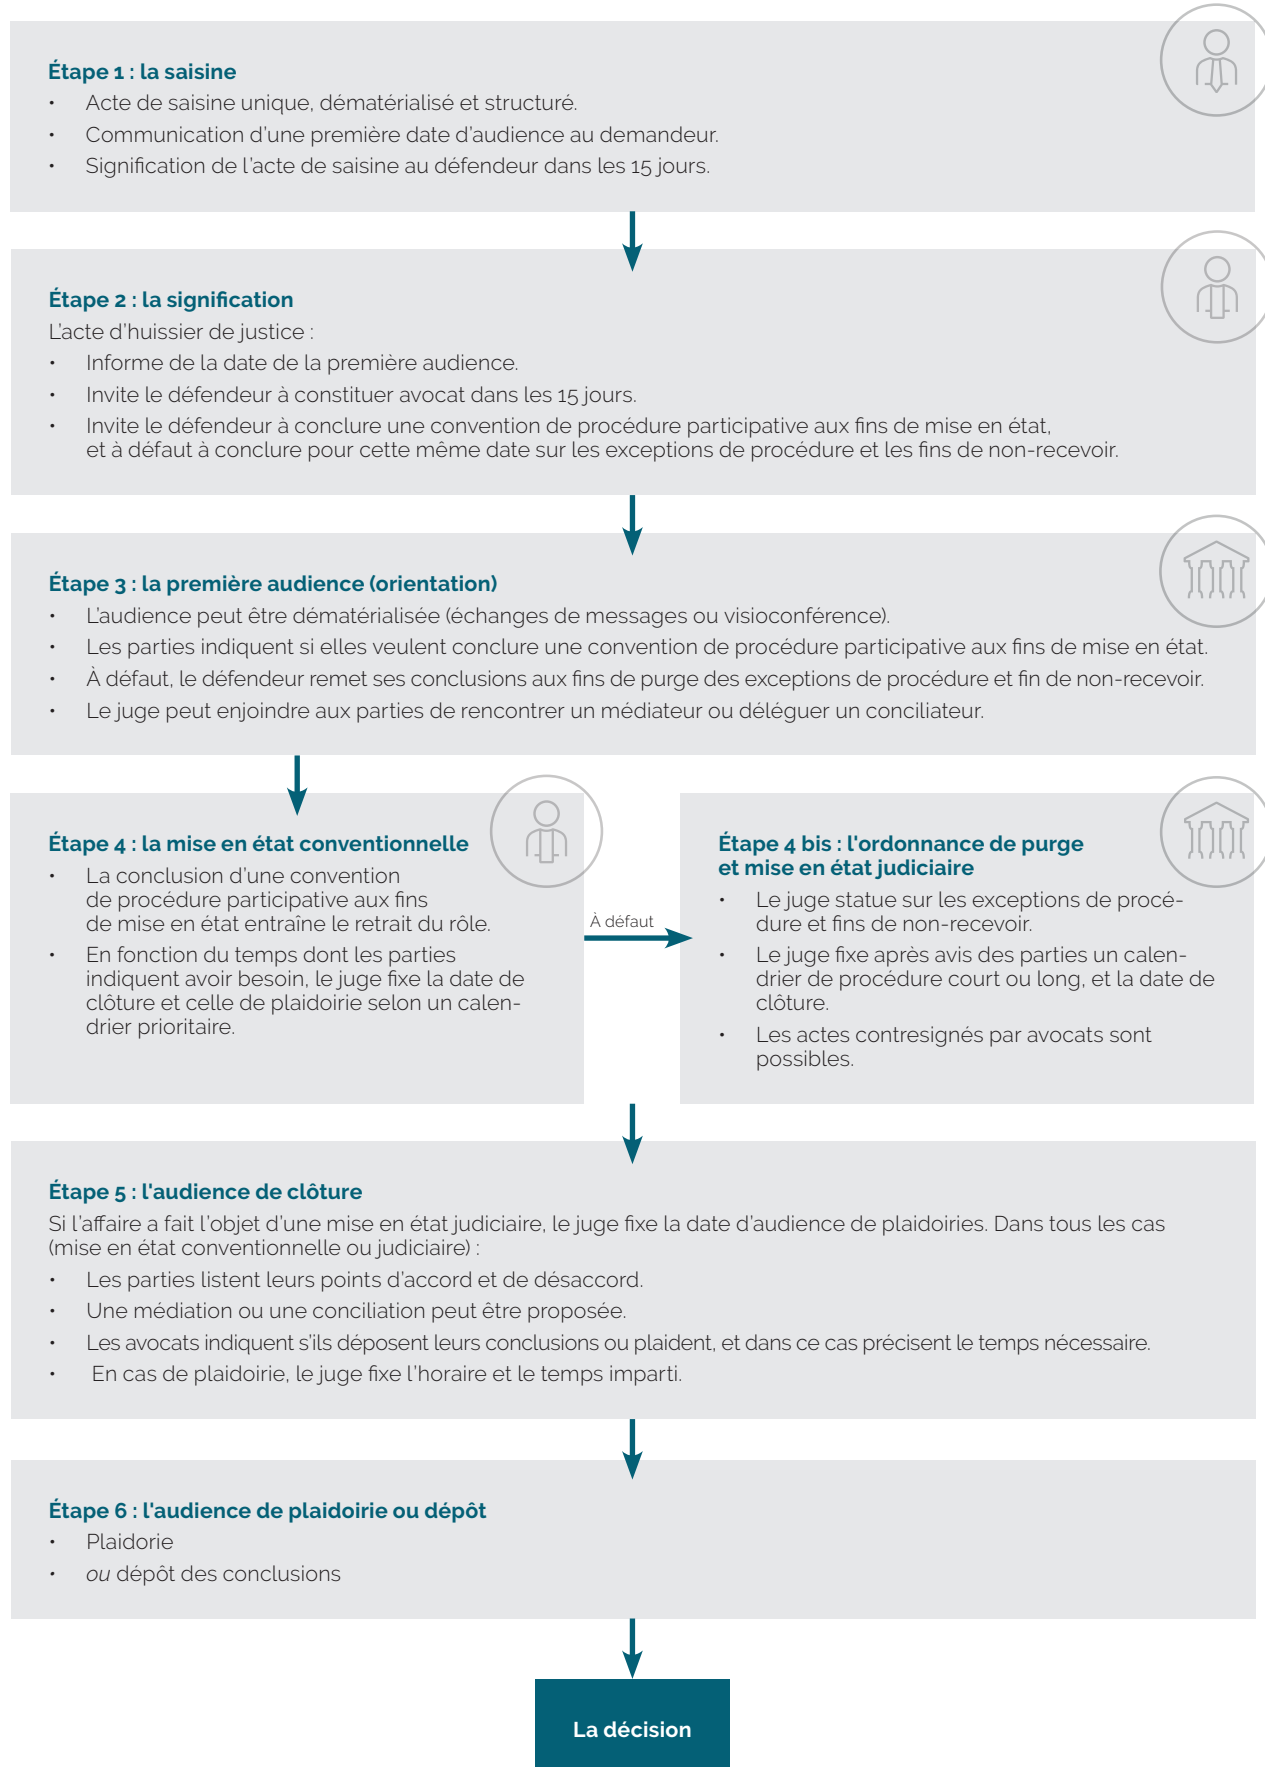 Étape 1 : la saisine
• Acte de saisine unique, dématérialisé et structuré.
• Communication d’une première date d’audience au demandeur.
• Signification de l’acte de saisine au défendeur dans les 15 jours.
Étape 2 : la signification
L’acte d’huissier de justice :
• Informe de la date de la première audience.
• Invite le défendeur à constituer avocat dans les 15 jours.
• Invite le défendeur à conclure une convention de procédure participative aux fins de mise en état,
et à défaut à conclure pour cette même date sur les exceptions de procédure et les fins de non-recevoir.
Étape 3 : la première audience (orientation)
• L’audience peut être dématérialisée (échanges de messages ou visioconférence).
• Les parties indiquent si elles veulent conclure une convention de procédure participative aux fins de mise en état.
• À défaut, le défendeur remet ses conclusions aux fins de purge des exceptions de procédure et fin de non-recevoir.
• Le juge peut enjoindre aux parties de rencontrer un médiateur ou déléguer un conciliateur.
Étape 4 : la mise en état conventionnelle
• La conclusion d’une convention
de procédure participative aux fins
de mise en état entraîne le retrait du rôle.
• En fonction du temps dont les parties
indiquent avoir besoin, le juge fixe la date de
clôture et celle de plaidoirie selon un calen-
drier prioritaire.
À défaut
Étape 4 bis : l'ordonnance de purge
et mise en état judiciaire
• Le juge statue sur les exceptions de procé-
dure et fins de non-recevoir.
• Le juge fixe après avis des parties un calen-
drier de procédure court ou long, et la date de
clôture.
• Les actes contresignés par avocats sont
possibles.
Étape 5 : l'audience de clôture
Si l’affaire a fait l’objet d’une mise en état judiciaire, le juge fixe la date d’audience de plaidoiries. Dans tous les cas
(mise en état conventionnelle ou judiciaire) :
• Les parties listent leurs points d’accord et de désaccord.
• Une médiation ou une conciliation peut être proposée.
• Les avocats indiquent s’ils déposent leurs conclusions ou plaident, et dans ce cas précisent le temps nécessaire.
• En cas de plaidoirie, le juge fixe l’horaire et le temps imparti.
Étape 6 : l'audience de plaidoirie ou dépôt
• Plaidorie
• ou dépôt des conclusions
La décision